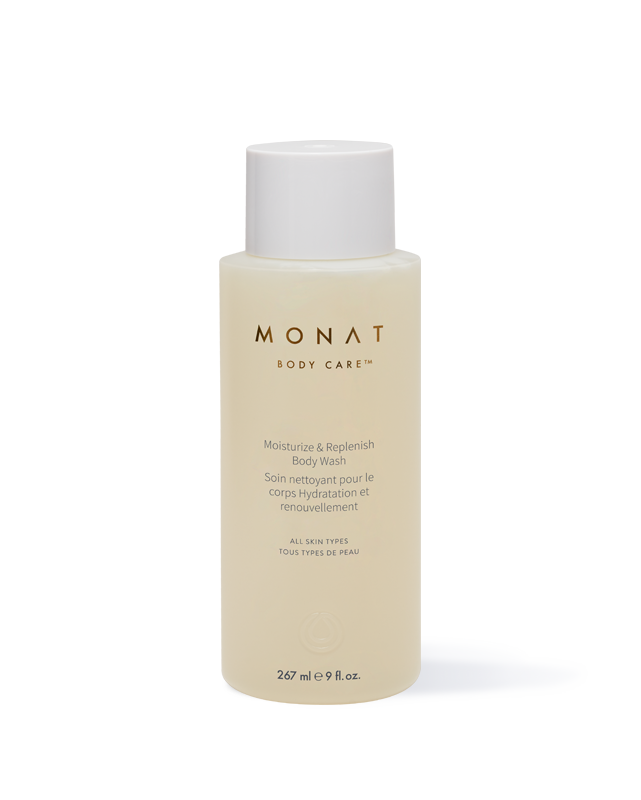 MONAT
BODY CARE™
Moisturize & Replenish
Body Wash
Soin nettoyant pour le
corps Hydratation et
renouvellement
ALL SKIN TYPES
TOUS TYPES DE PEAU
267 ml ℮ 9 fl. oz.